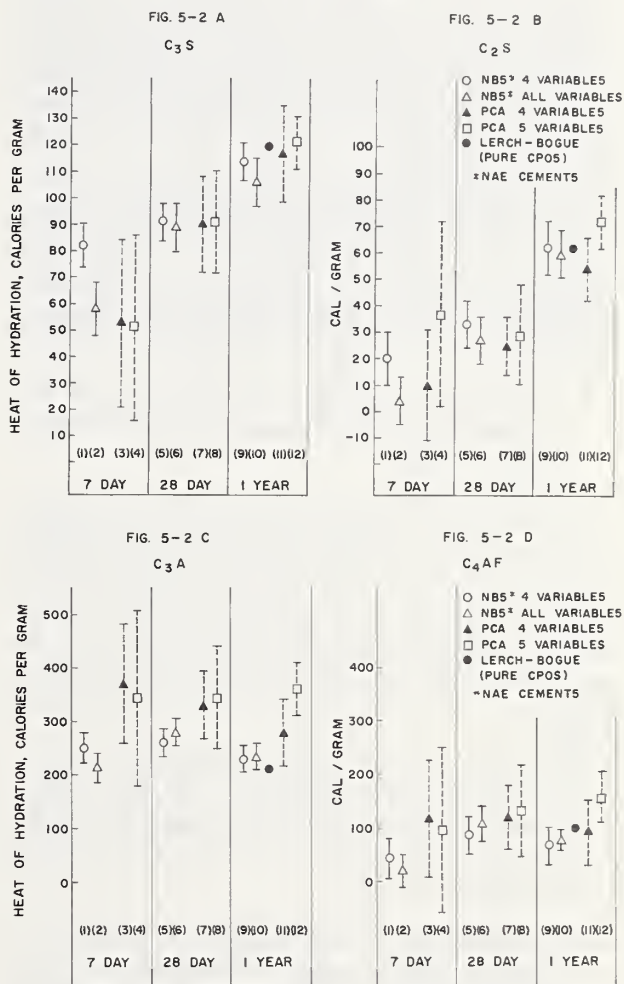 FIG. 5-2 A
C3S
HEAT OF HYDRATION, CALORIES PER GRAM
140
130
120
110
100
90
80
70
60
50
40
30
20
10
(1)(2) (3)(4) (5)(6) (7)(8) (9)(10) (11)(12)
7 DAY 28 DAY 1 YEAR
FIG. 5-2 B
C2S
○ NBS* 4 VARIABLES
△ NBS* ALL VARIABLES
▲ PCA 4 VARIABLES
□ PCA 5 VARIABLES
● LERCH-BOGUE
(PURE CPDS)
*NAE CEMENTS
CAL / GRAM
100
90
80
70
60
50
40
30
20
10
0
-10
(1)(2) (3)(4) (5)(6) (7)(8) (9)(10) (11)(12)
7 DAY 28 DAY 1 YEAR
FIG. 5-2 C
C3A
HEAT OF HYDRATION, CALORIES PER GRAM
500
400
300
200
100
0
(1)(2) (3)(4) (5)(6) (7)(8) (9)(10) (11)(12)
7 DAY 28 DAY 1 YEAR
FIG. 5-2 D
C4AF
○ NBS* 4 VARIABLES
△ NBS* ALL VARIABLES
▲ PCA 4 VARIABLES
□ PCA 5 VARIABLES
● LERCH-BOGUE
(PURE CPDS)
*NAE CEMENTS
CAL / GRAM
400
300
200
100
0
(1)(2) (3)(4) (5)(6) (7)(8) (9)(10) (11)(12)
7 DAY 28 DAY 1 YEAR